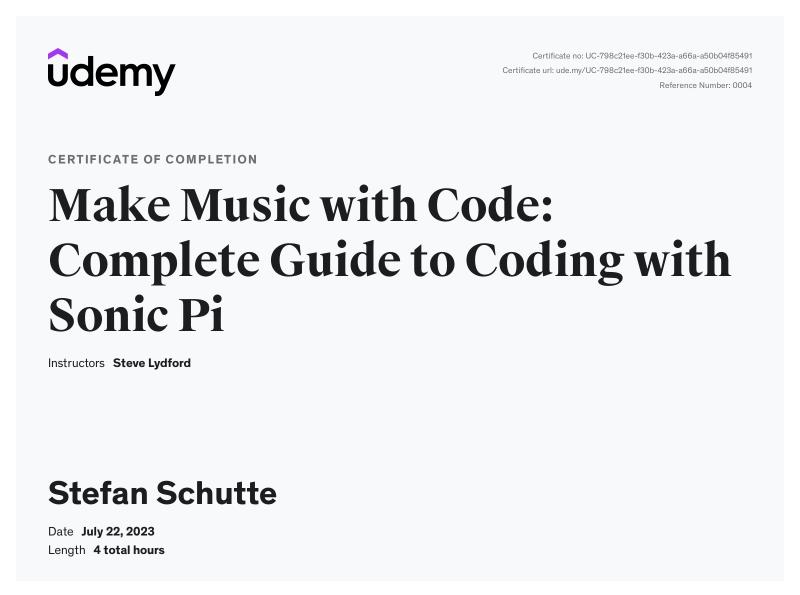 udemy
Certificate no: UC-798c21ee-f30b-423a-a66a-a50b04f85491
Certificate url: ude.my/UC-798c21ee-f30b-423a-a66a-a50b04f85491
Reference Number: 0004
CERTIFICATE OF COMPLETION
Make Music with Code:
Complete Guide to Coding with
Sonic Pi
Instructors Steve Lydford
Stefan Schutte
Date July 22, 2023
Length 4 total hours